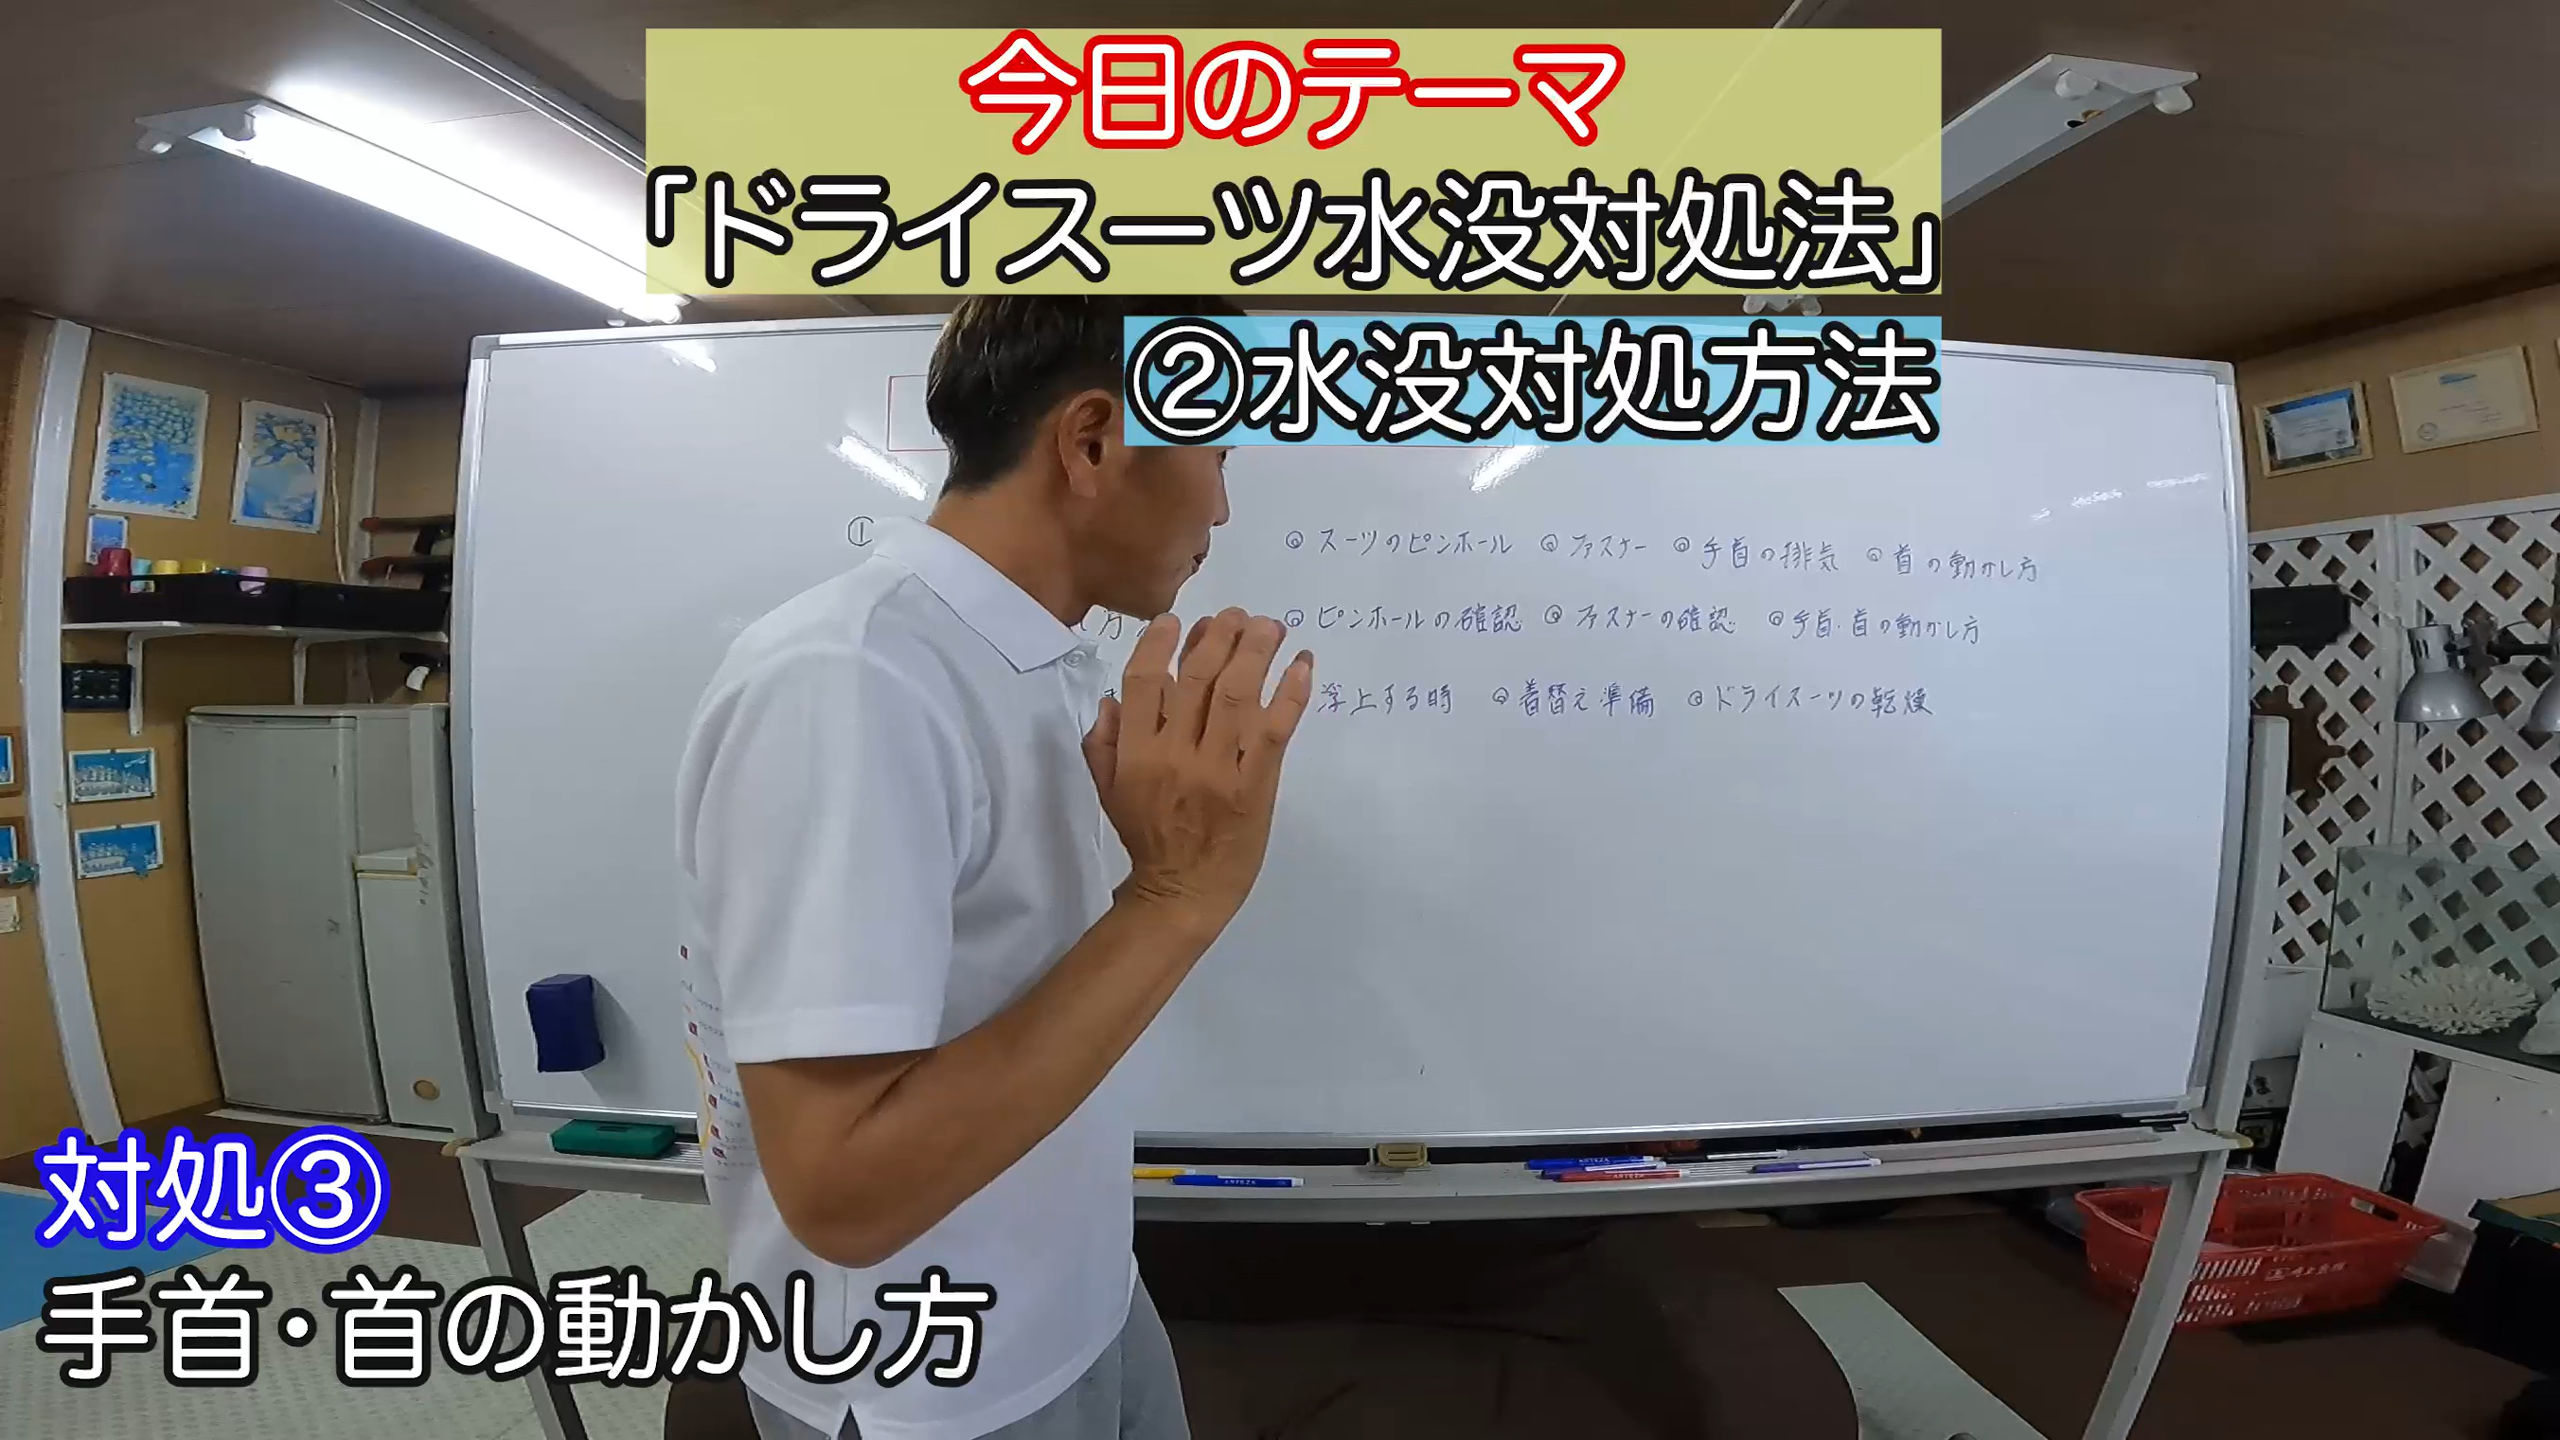 今日のテーマ
「ドライスーツ水没対処法」
②水没対処方法
①
◎スーツのピンホール ◎ファスナー ◎手首の排気 ◎首の動かし方
◎ピンホールの確認 ◎ファスナーの確認 ◎手首・首の動かし方
浮上する時 ◎着替え準備 ◎ドライスーツの乾燥
対処③
手首・首の動かし方